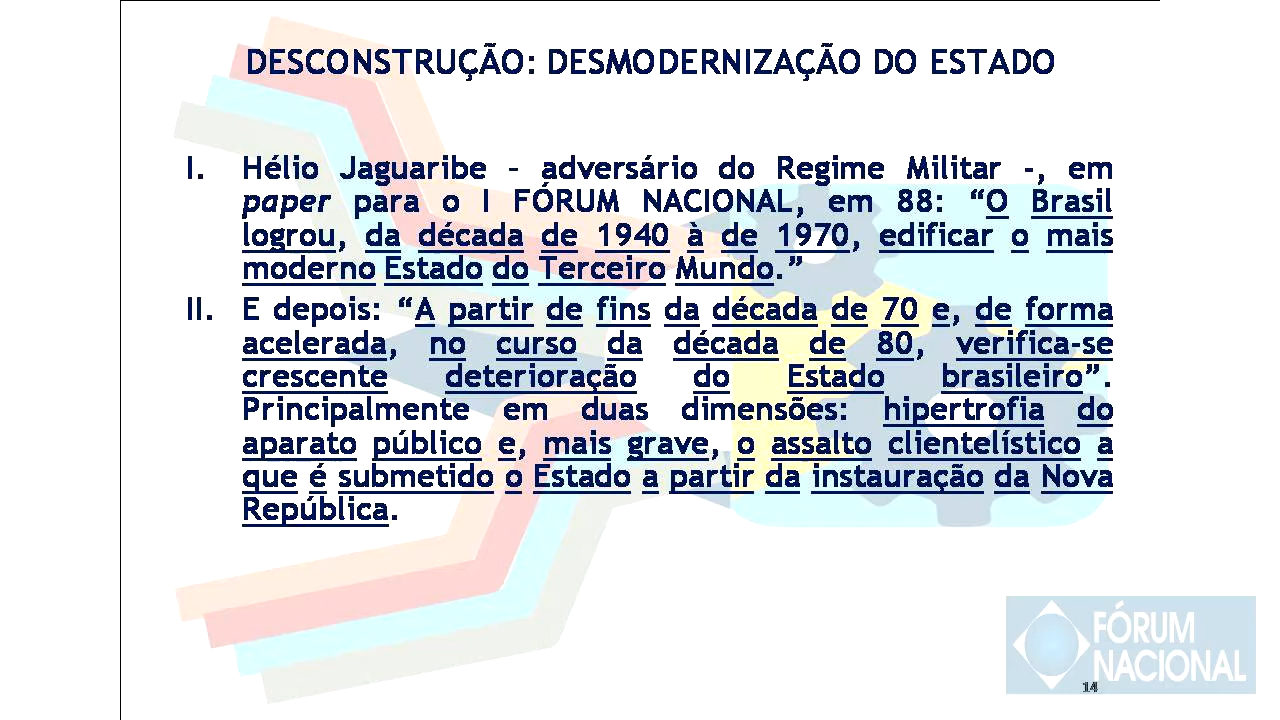 DESCONSTRUÇÃO: DESMODERNIZAÇÃO DO ESTADO
I. Hélio Jaguaribe – adversário do Regime Militar -, em
paper para o I FÓRUM NACIONAL, em 88: “O Brasil
logrou, da década de 1940 à de 1970, edificar o mais
moderno Estado do Terceiro Mundo.”
II. E depois: “A partir de fins da década de 70 e, de forma
acelerada, no curso da década de 80, verifica-se
crescente deterioração do Estado brasileiro”.
Principalmente em duas dimensões: hipertrofia do
aparato público e, mais grave, o assalto clientelístico a
que é submetido o Estado a partir da instauração da Nova
República.
FÓRUM
NACIONAL
14